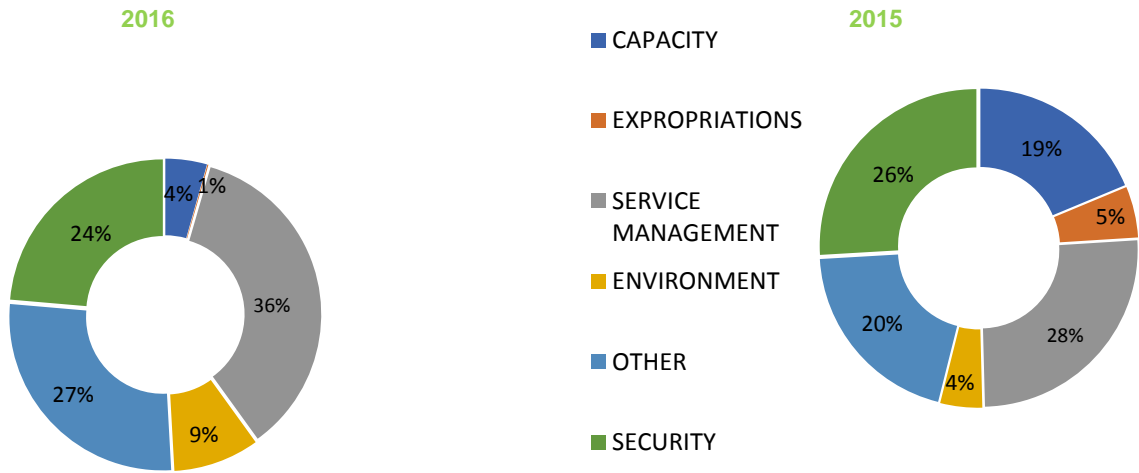 2016
4%
1%
36%
9%
27%
24%
CAPACITY
EXPROPRIATIONS
SERVICE
MANAGEMENT
ENVIRONMENT
OTHER
SECURITY
2015
19%
5%
28%
4%
20%
26%